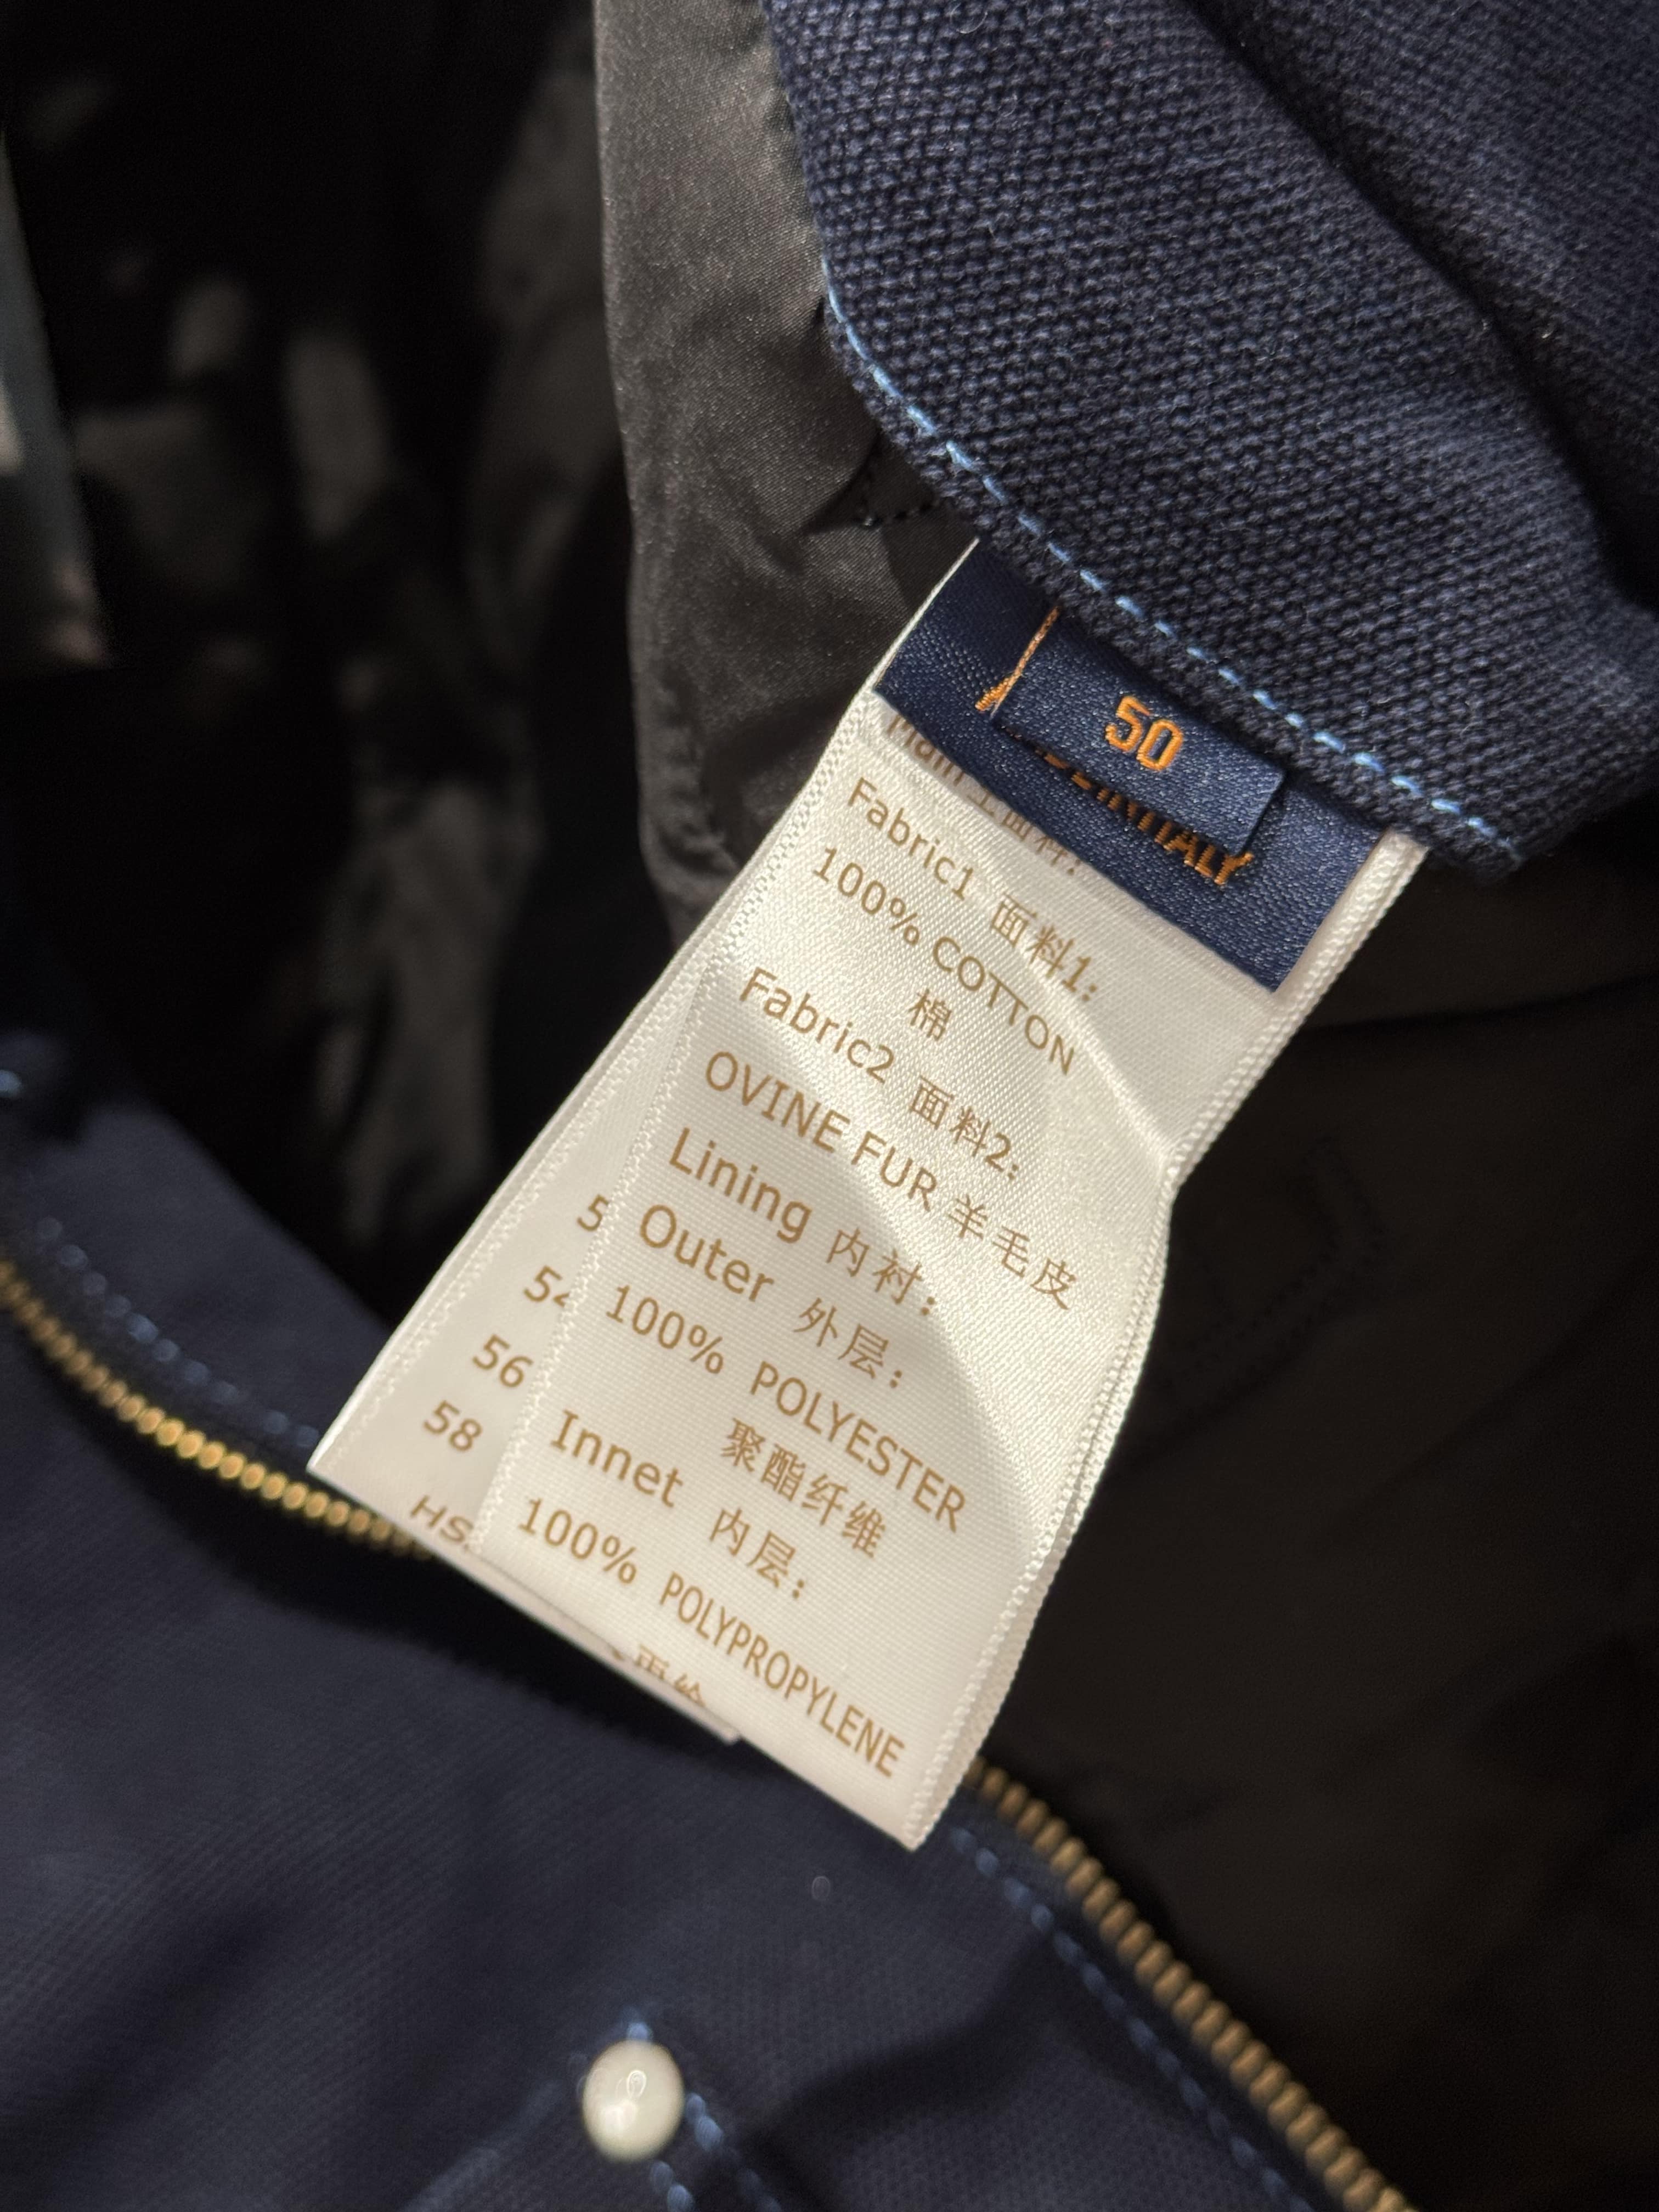 50
Fabric1 面料1:
100% COTTON
棉
Fabric2 面料2:
OVINE FUR 羊毛皮
Lining 内衬:
Outer 外层:
100% POLYESTER
聚酯纤维
Innet 内层:
100% POLYPROPYLENE
56
58